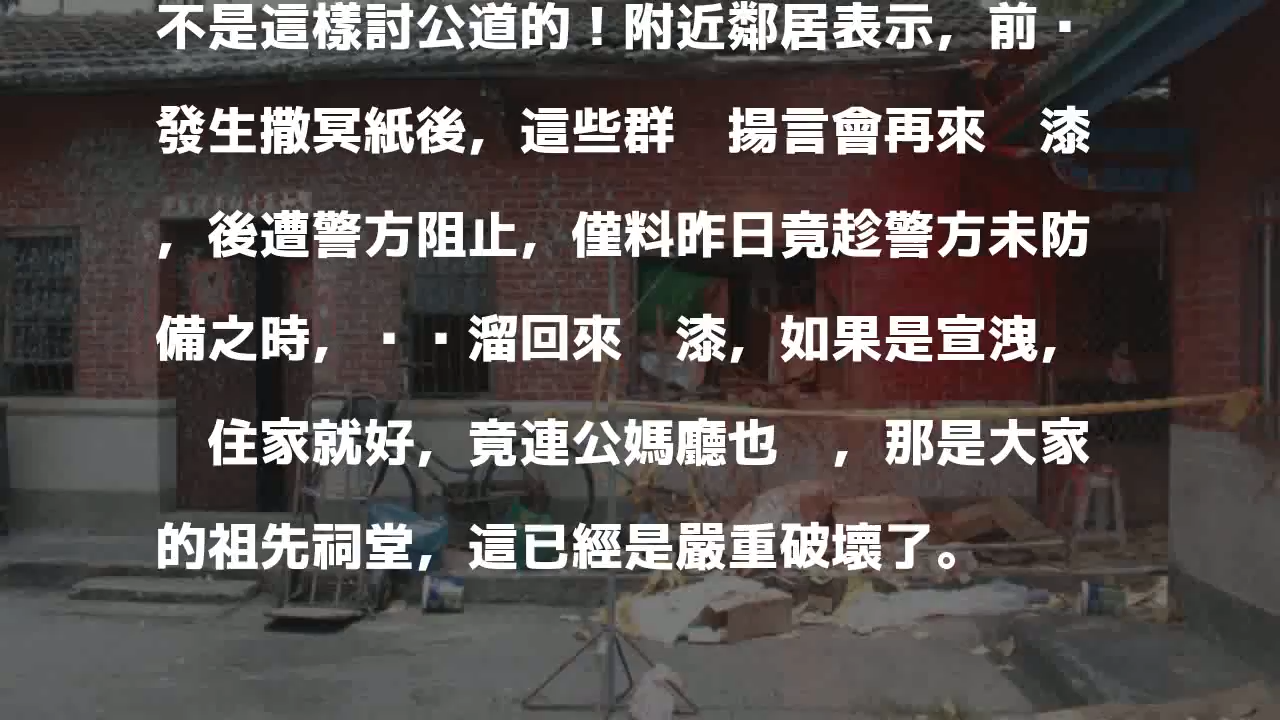 不是這樣討公道的！附近鄰居表示，前·
發生撒冥紙後，這些群　揚言會再來　漆
，後遭警方阻止，僅料昨日竟趁警方未防
備之時，··溜回來　漆，如果是宣洩，
　住家就好，竟連公媽廳也　，那是大家
的祖先祠堂，這已經是嚴重破壞了。